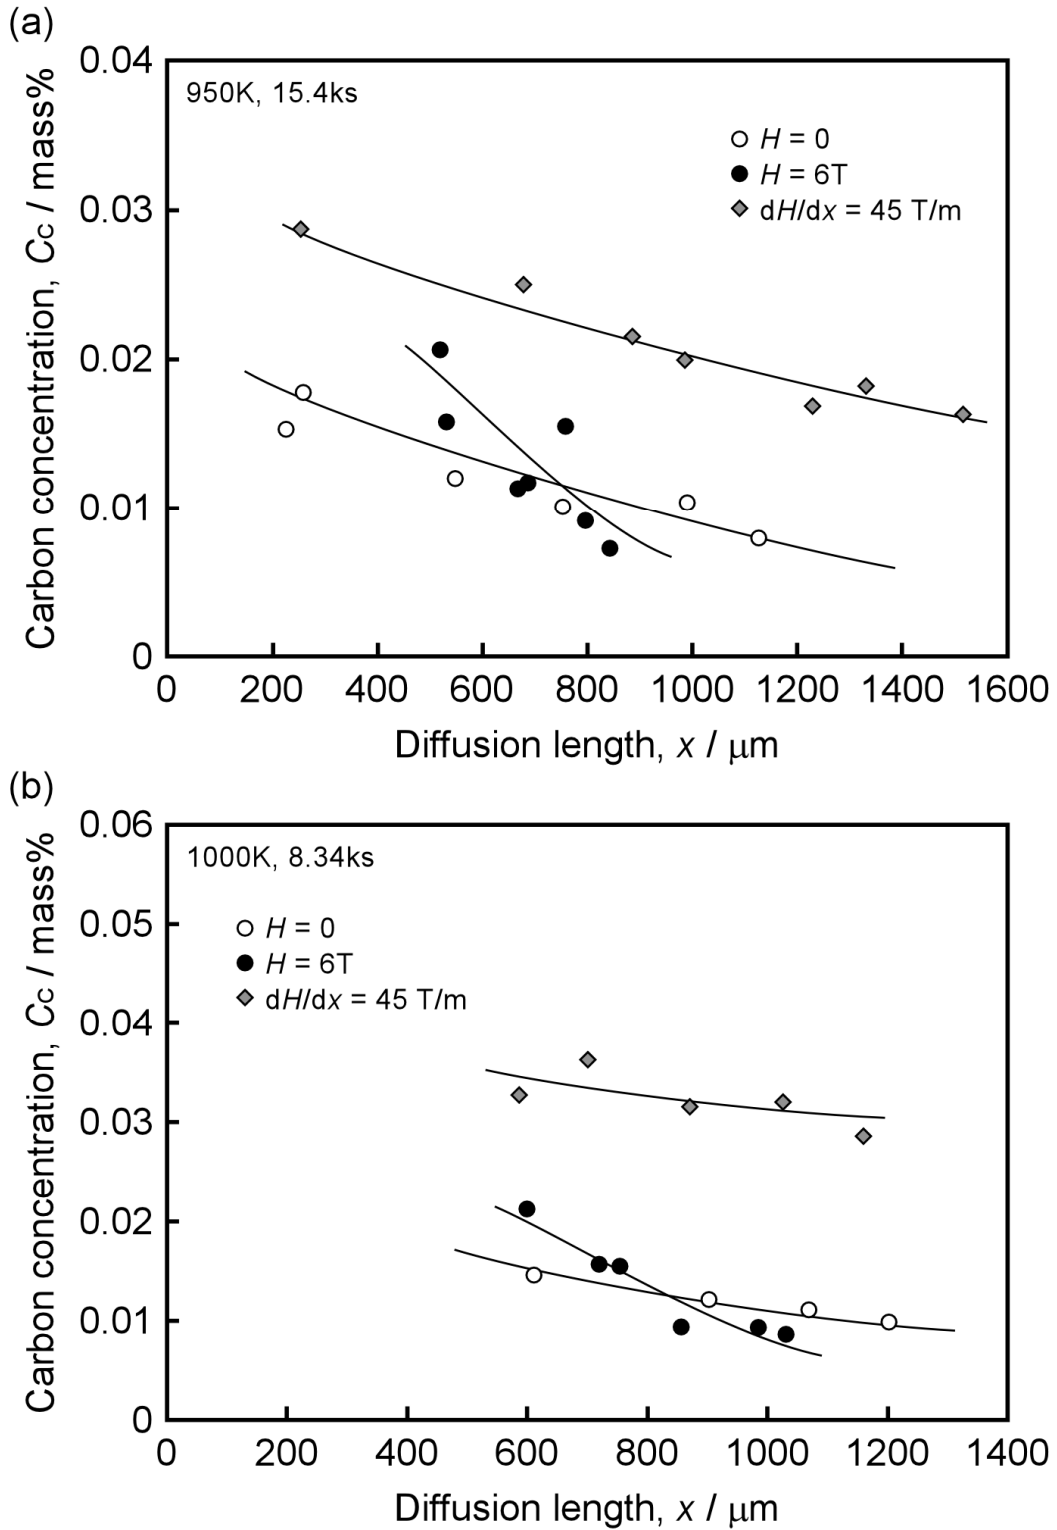 (a)
0.04
0.03
0.02
0.01
0
Carbon concentration, Cc / mass%
950K, 15.4ks
H = 0
H = 6T
dH/dx = 45 T/m
0 200 400 600 800 1000 1200 1400 1600
Diffusion length, x / μm
(b)
0.06
0.05
0.04
0.03
0.02
0.01
0
Carbon concentration, Cc / mass%
1000K, 8.34ks
H = 0
H = 6T
dH/dx = 45 T/m
0 200 400 600 800 1000 1200 1400
Diffusion length, x / μm